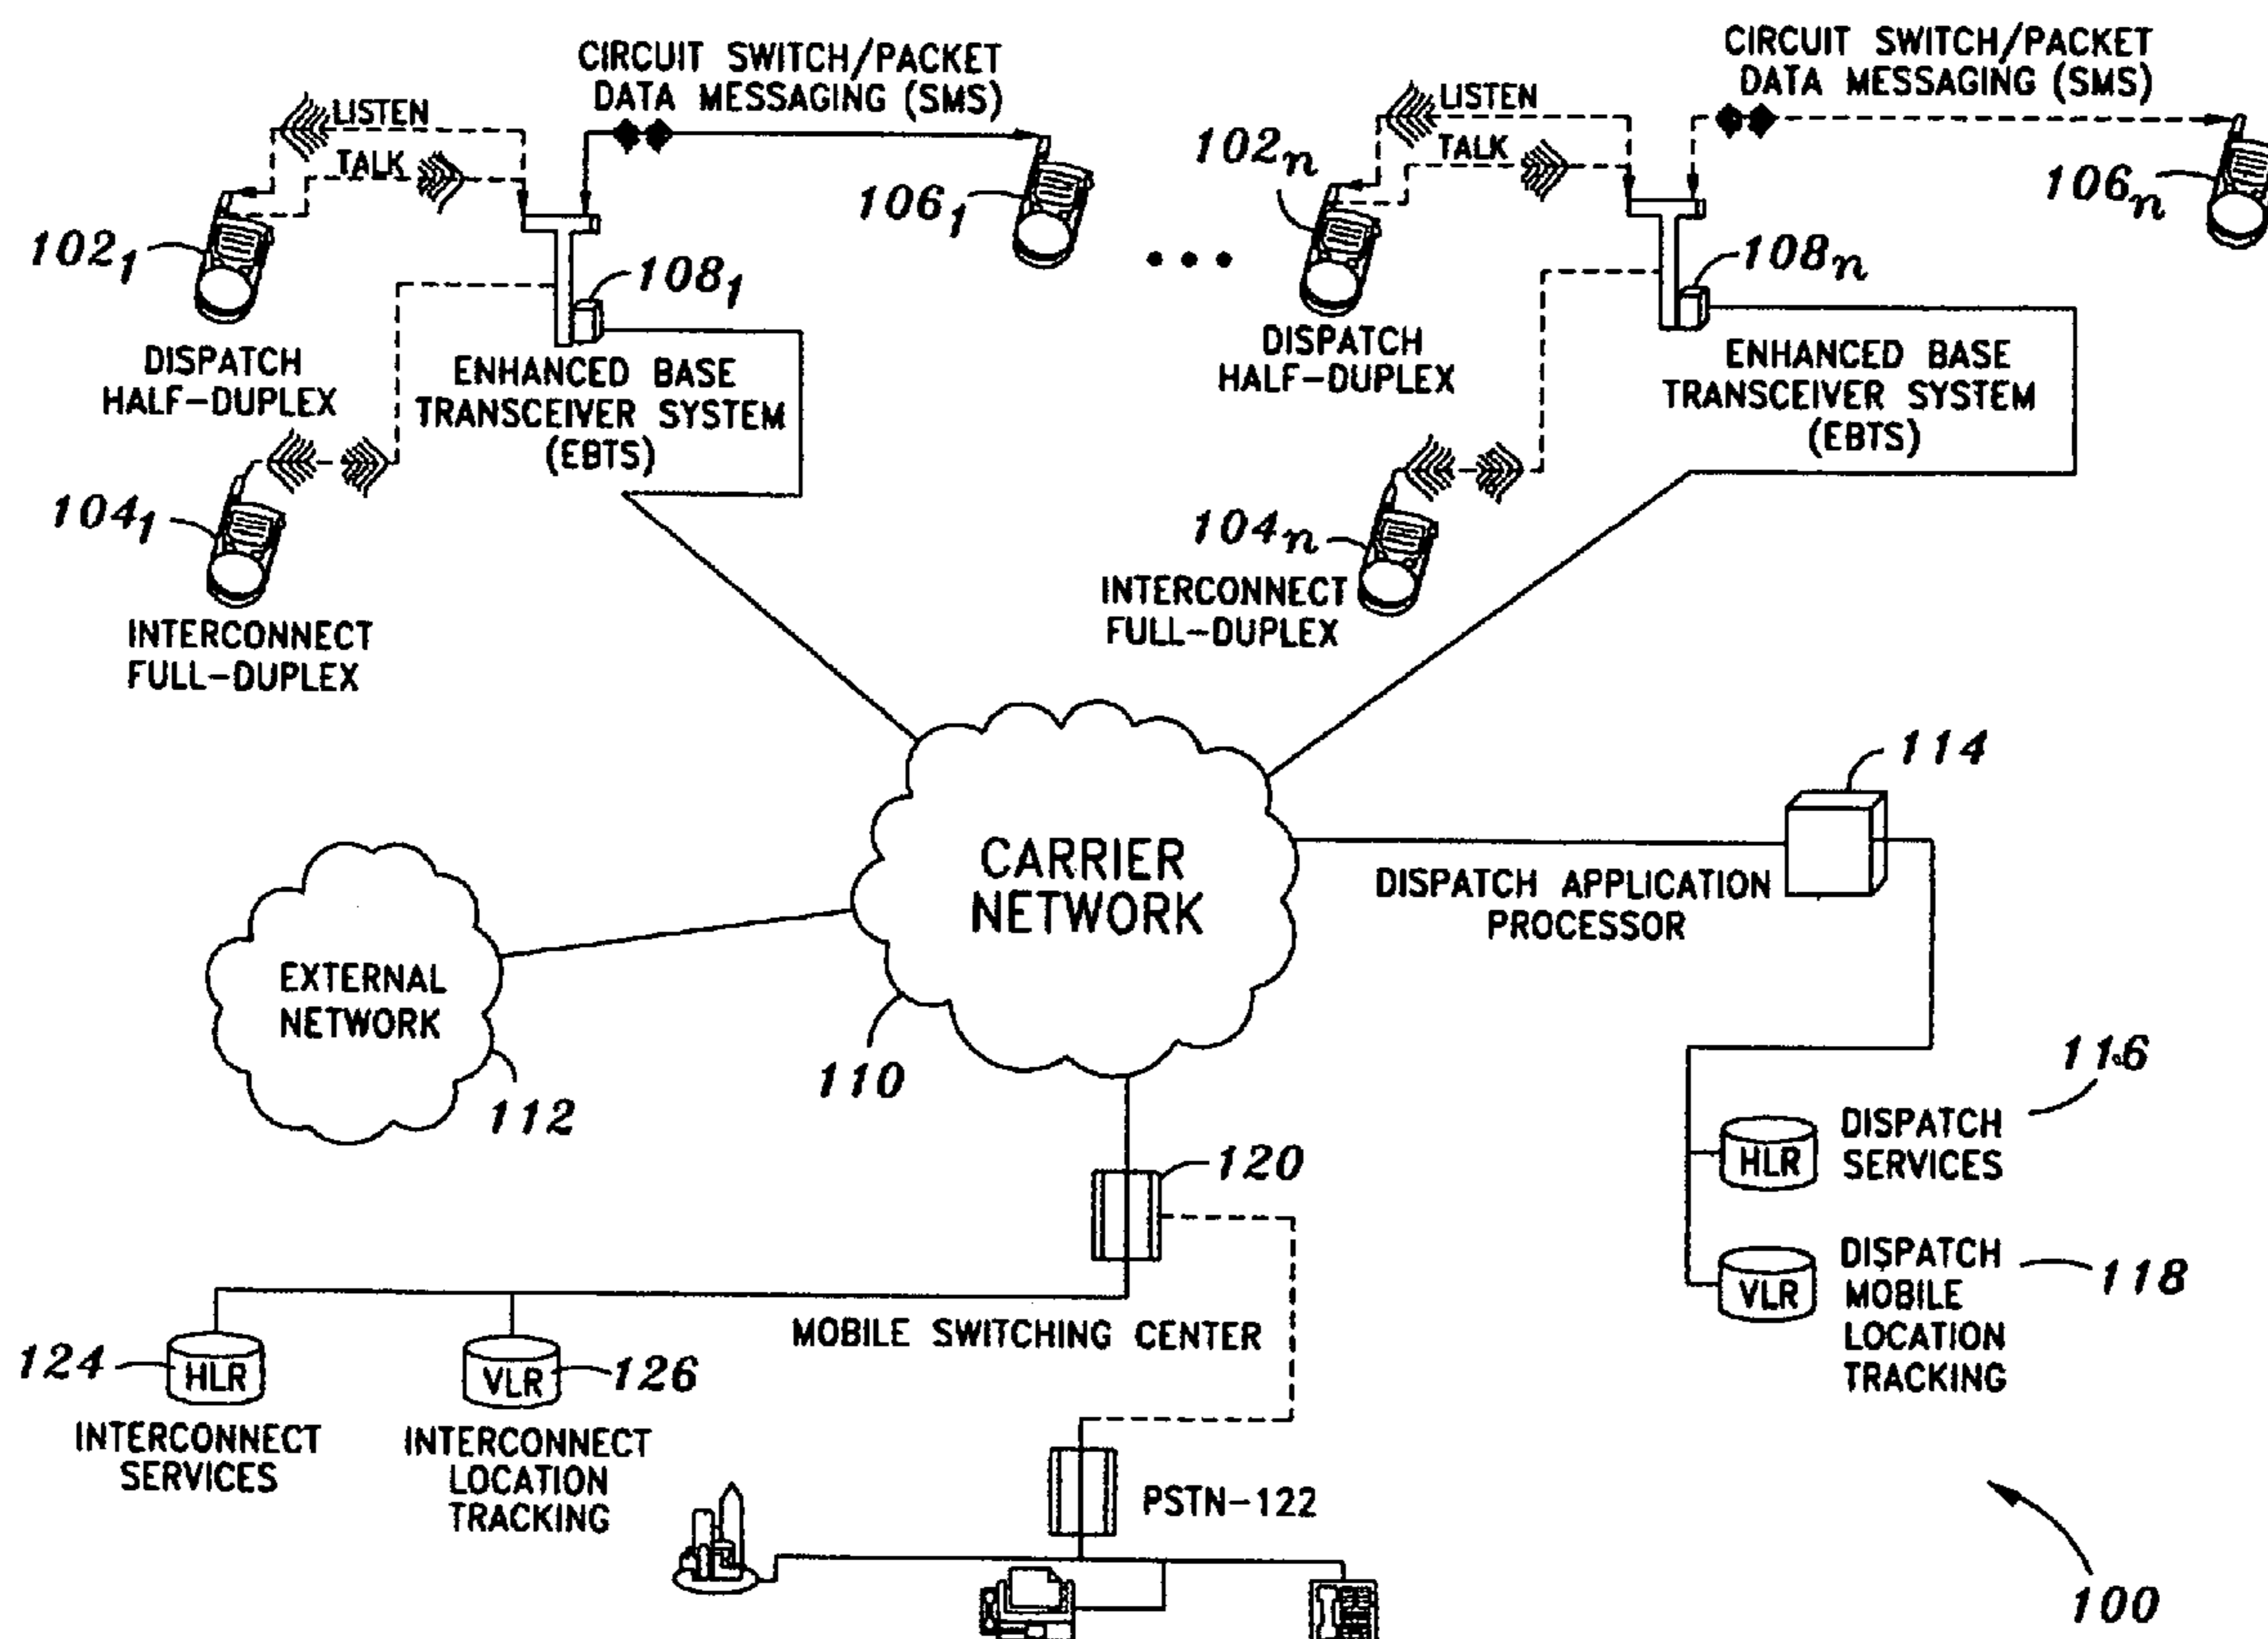 CIRCUIT SWITCH/PACKET
DATA MESSAGING (SMS)
LISTEN
TALK
102₁
106₁
108₁
DISPATCH
HALF-DUPLEX
ENHANCED BASE
TRANSCEIVER SYSTEM
(EBTS)
104₁
INTERCONNECT
FULL-DUPLEX
CIRCUIT SWITCH/PACKET
DATA MESSAGING (SMS)
LISTEN
TALK
102ₙ
106ₙ
108ₙ
DISPATCH
HALF-DUPLEX
ENHANCED BASE
TRANSCEIVER SYSTEM
(EBTS)
104ₙ
INTERCONNECT
FULL-DUPLEX
CARRIER
NETWORK
110
EXTERNAL
NETWORK
112
114
DISPATCH APPLICATION
PROCESSOR
116
HLR
DISPATCH
SERVICES
VLR
DISPATCH
MOBILE
LOCATION
TRACKING
118
120
MOBILE SWITCHING CENTER
124
HLR
INTERCONNECT
SERVICES
VLR
126
INTERCONNECT
LOCATION
TRACKING
PSTN-122
100